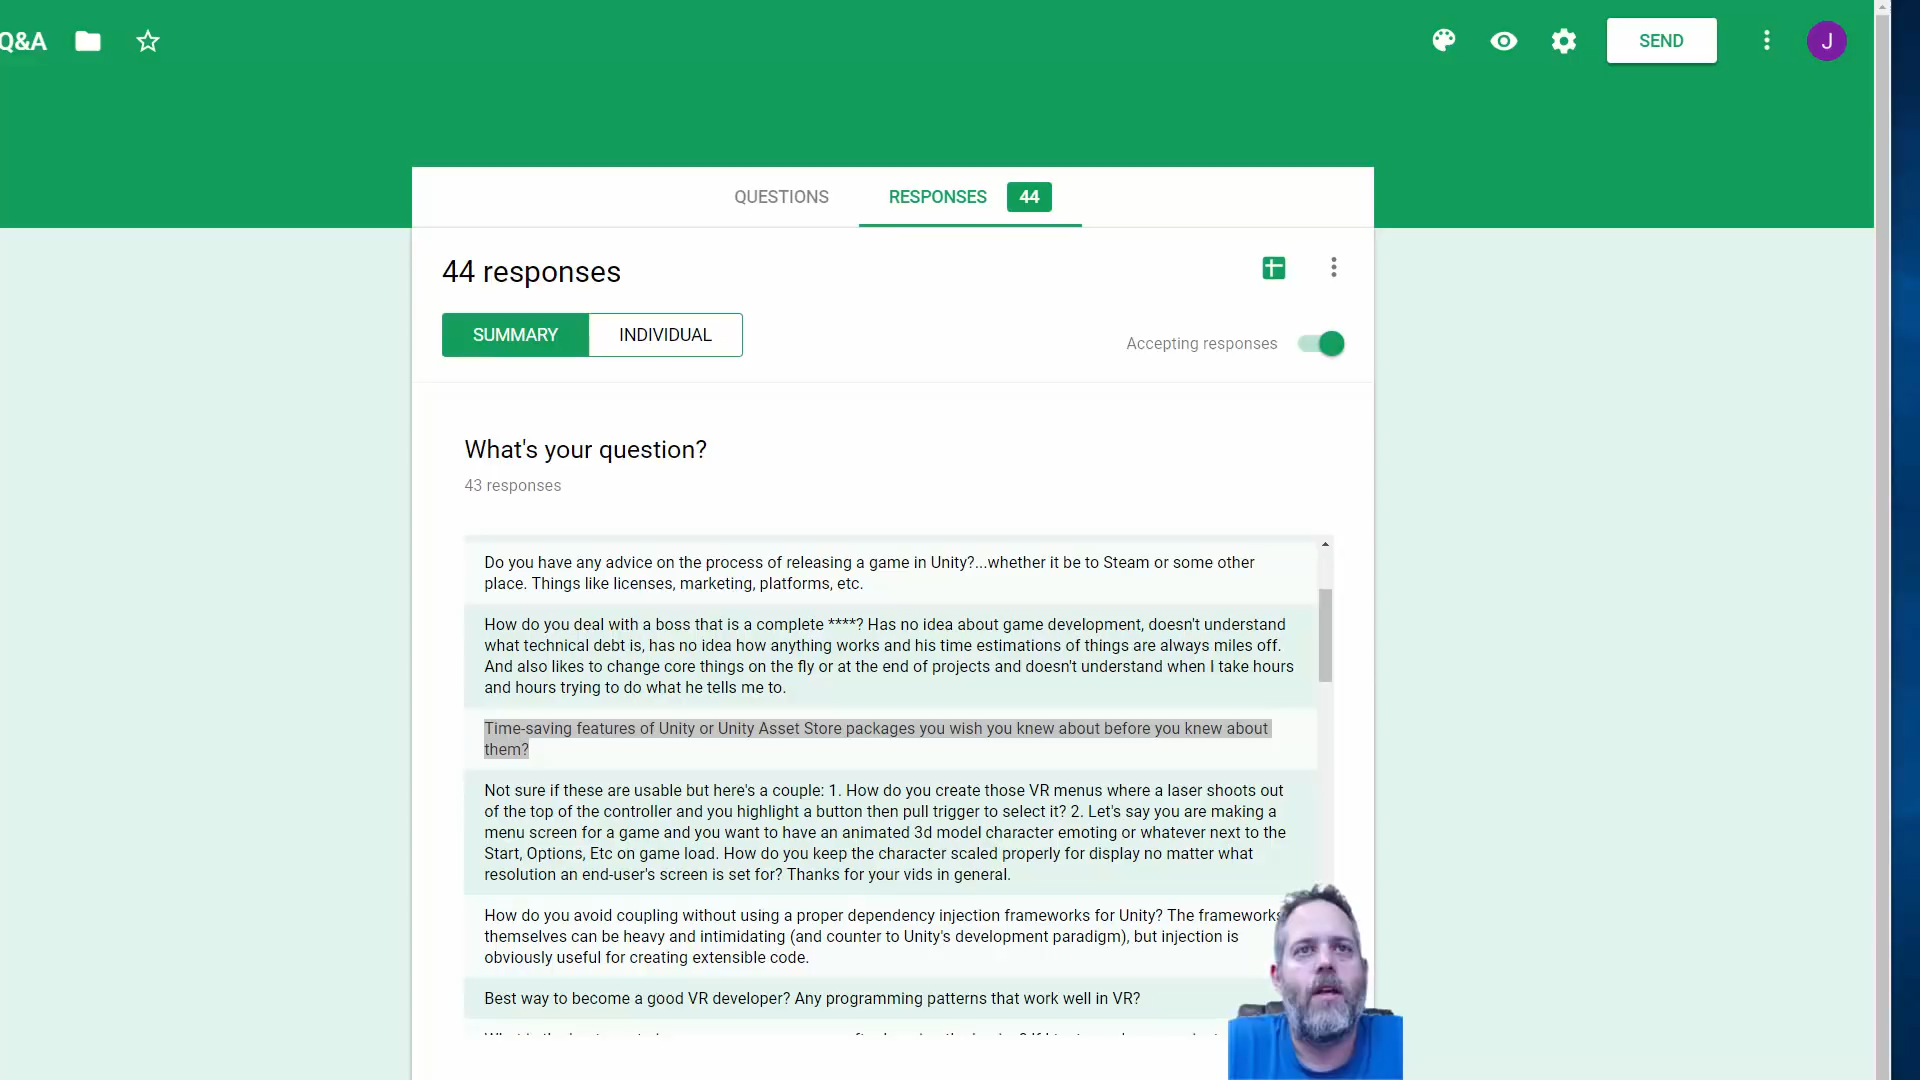 Q&A
SEND
J
QUESTIONS
RESPONSES
44
44 responses
SUMMARY
INDIVIDUAL
Accepting responses
What's your question?
43 responses
Do you have any advice on the process of releasing a game in Unity?...whether it be to Steam or some other
place. Things like licenses, marketing, platforms, etc.
How do you deal with a boss that is a complete ****? Has no idea about game development, doesn't understand
what technical debt is, has no idea how anything works and his time estimations of things are always miles off.
And also likes to change core things on the fly or at the end of projects and doesn't understand when I take hours
and hours trying to do what he tells me to.
Time-saving features of Unity or Unity Asset Store packages you wish you knew about before you knew about
them?
Not sure if these are usable but here's a couple: 1. How do you create those VR menus where a laser shoots out
of the top of the controller and you highlight a button then pull trigger to select it? 2. Let's say you are making a
menu screen for a game and you want to have an animated 3d model character emoting or whatever next to the
Start, Options, Etc on game load. How do you keep the character scaled properly for display no matter what
resolution an end-user's screen is set for? Thanks for your vids in general.
How do you avoid coupling without using a proper dependency injection frameworks for Unity? The frameworks
themselves can be heavy and intimidating (and counter to Unity's development paradigm), but injection is
obviously useful for creating extensible code.
Best way to become a good VR developer? Any programming patterns that work well in VR?